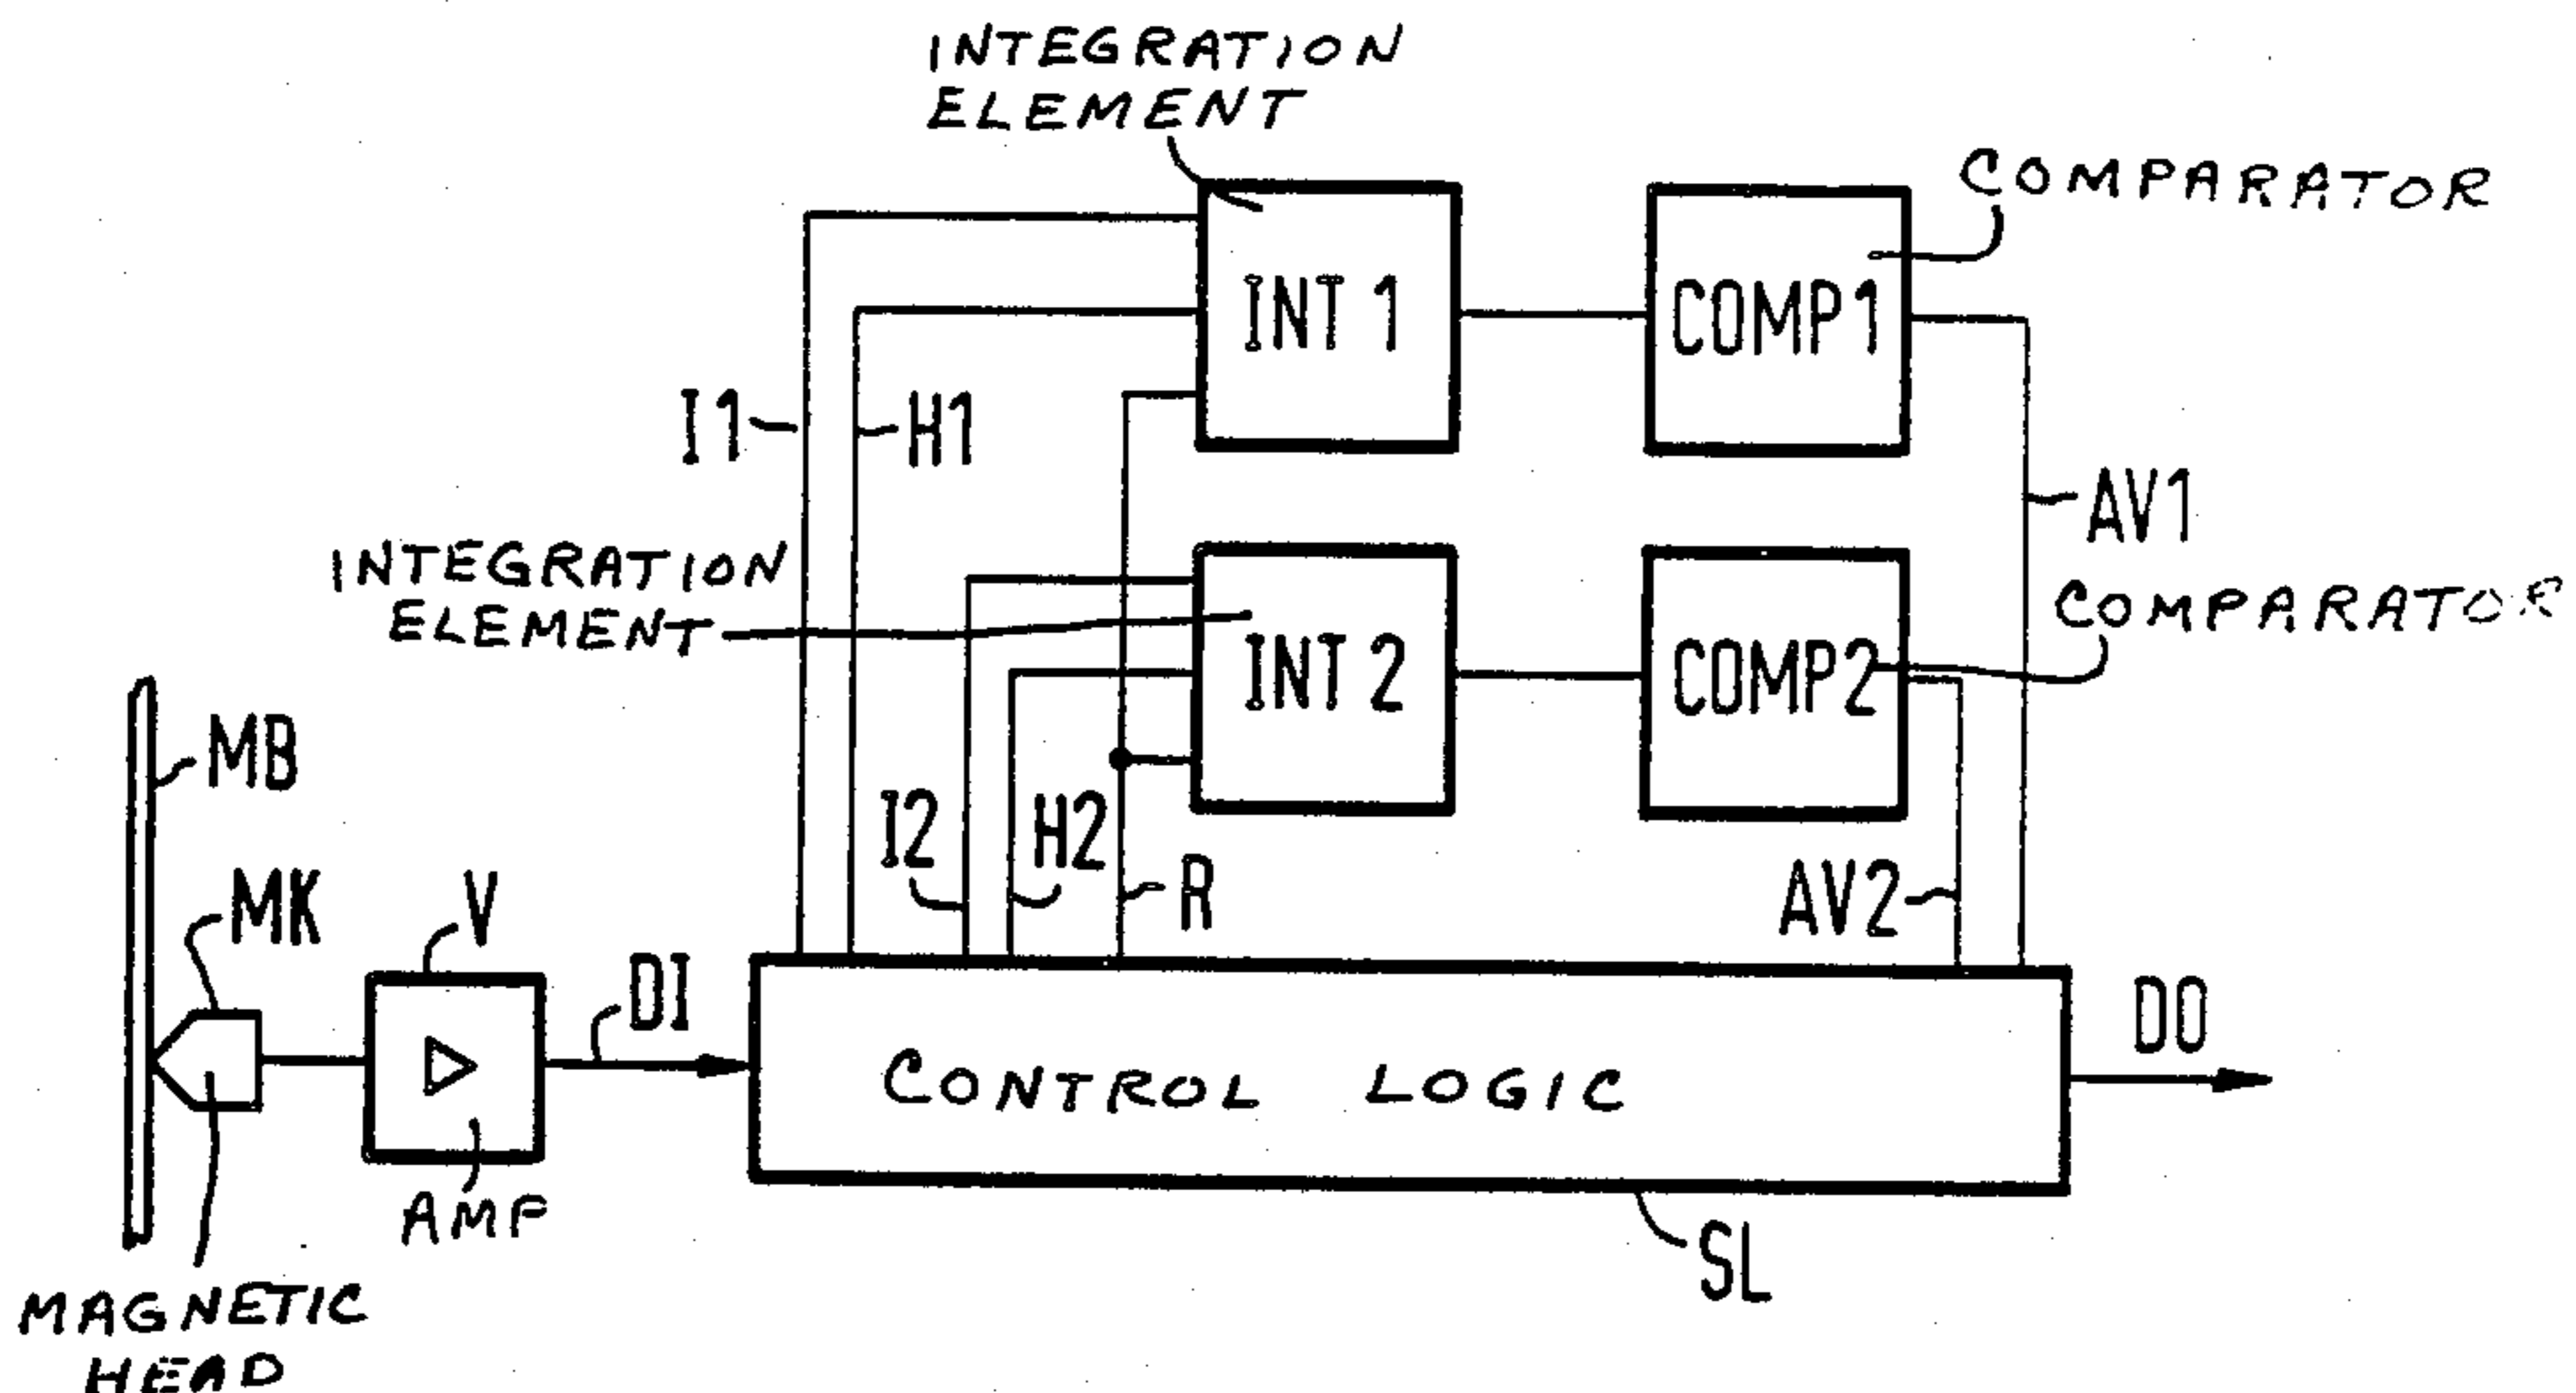 INTEGRATION
ELEMENT
COMPARATOR
INT 1
COMP1
I1
H1
AV1
INTEGRATION
ELEMENT
COMPARATOR
INT 2
COMP2
MB
I2
H2
R
AV2
MK
V
DI
DO
CONTROL LOGIC
AMP
SL
MAGNETIC
HEAD